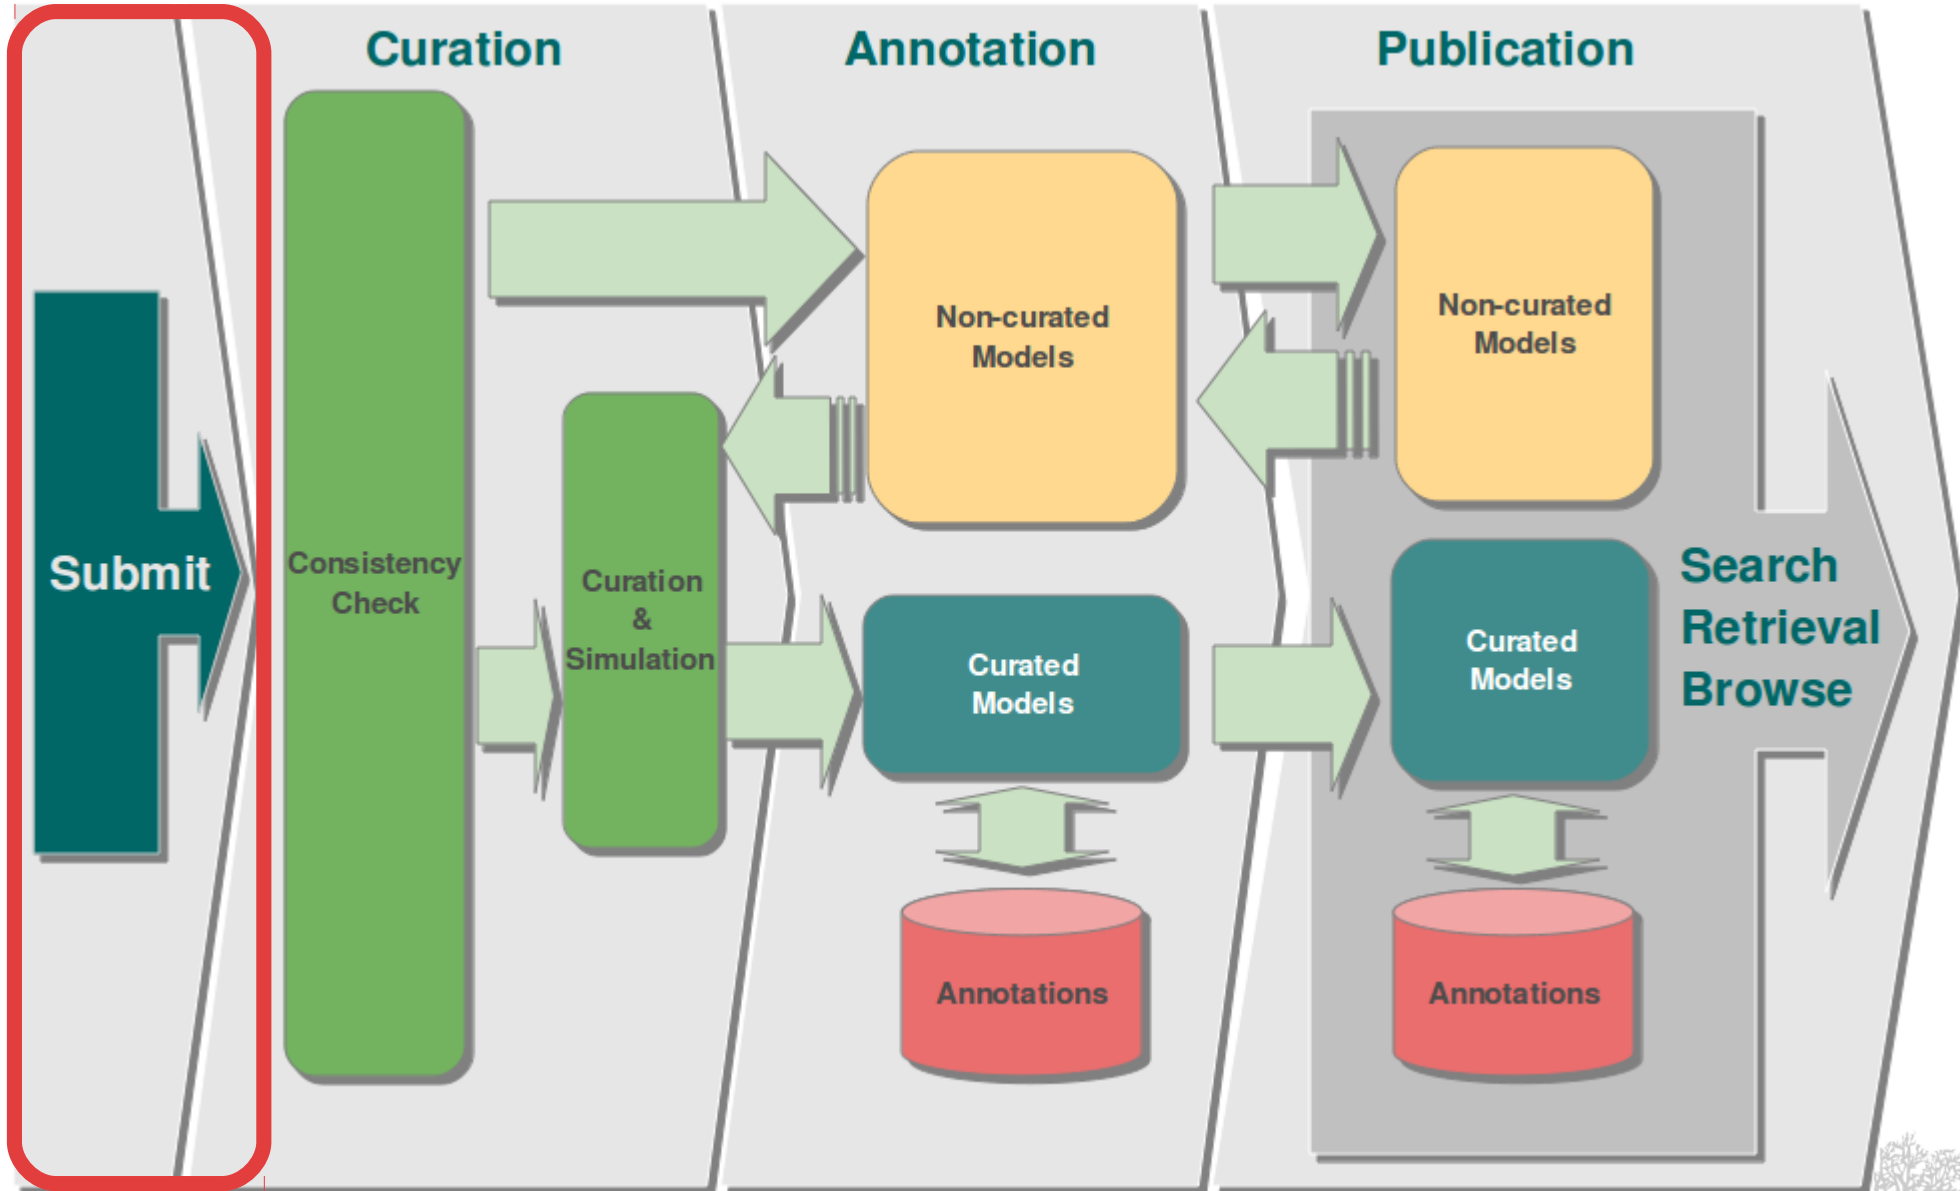 Curation
Annotation
Publication
Submit
Consistency
Check
Curation
&
Simulation
Non-curated
Models
Curated
Models
Annotations
Non-curated
Models
Curated
Models
Annotations
Search
Retrieval
Browse